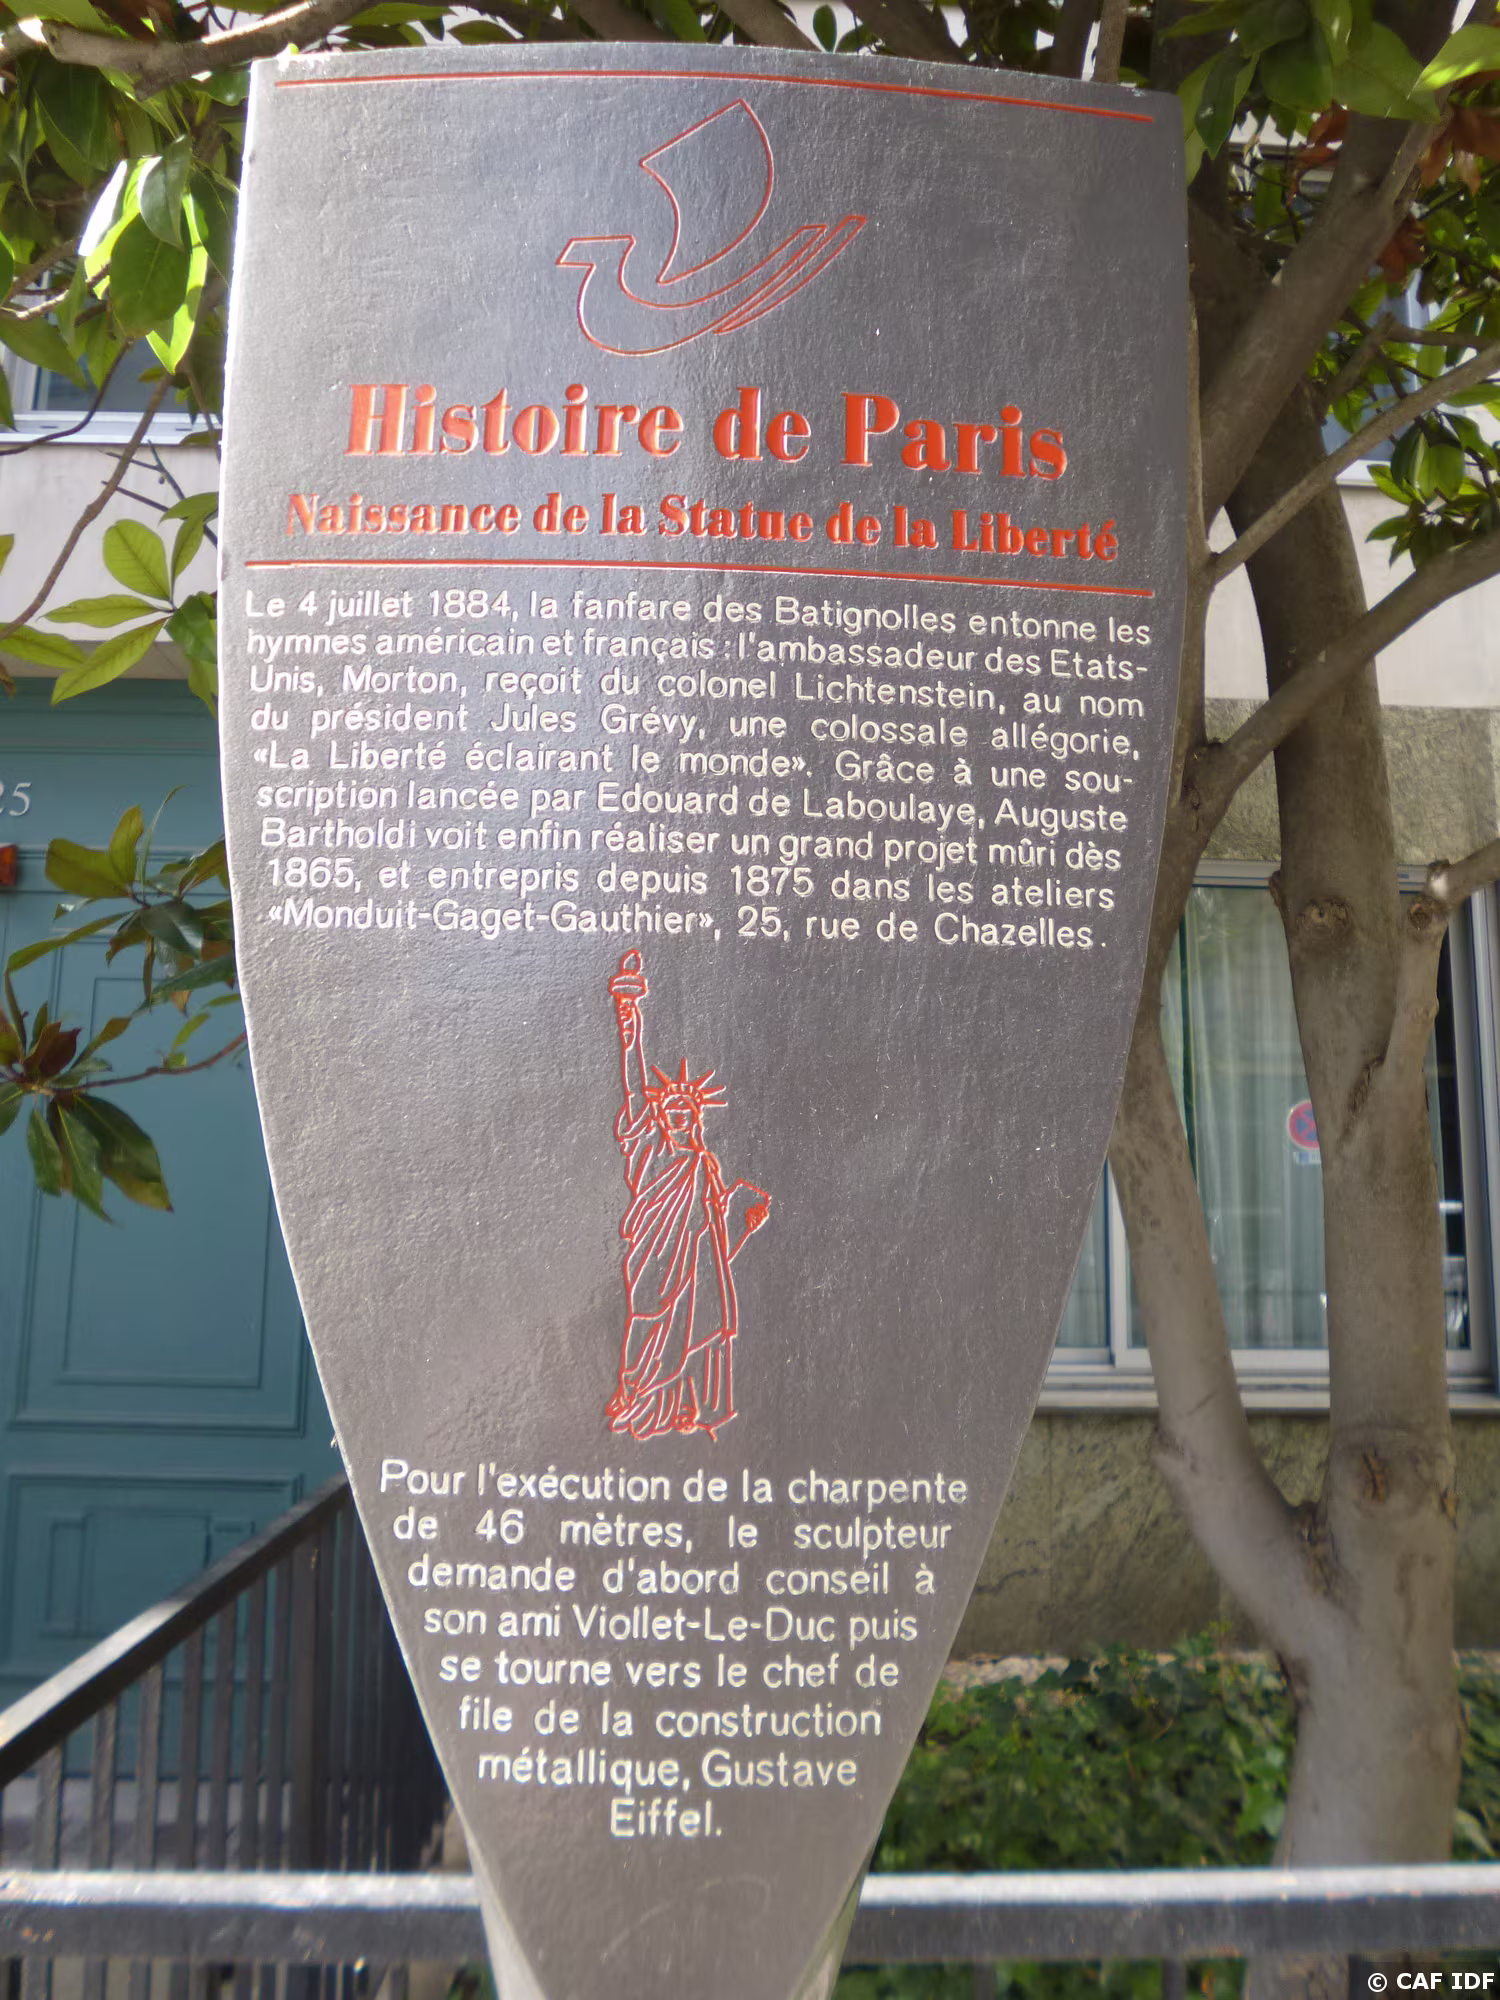 Histoire de Paris
Naissance de la Statue de la Liberté
Le 4 juillet 1884, la fanfare des Batignolles entonne les
hymnes américain et français : l'ambassadeur des Etats-
Unis, Morton, reçoit du colonel Lichtenstein, au nom
du président Jules Grévy, une colossale allégorie,
«La Liberté éclairant le monde». Grâce à une sou-
scription lancée par Edouard de Laboulaye, Auguste
Bartholdi voit enfin réaliser un grand projet mûri dès
1865, et entrepris depuis 1875 dans les ateliers
«Monduit-Gaget-Gauthier», 25, rue de Chazelles.
Pour l'exécution de la charpente
de 46 mètres, le sculpteur
demande d'abord conseil à
son ami Viollet-Le-Duc puis
se tourne vers le chef de
file de la construction
métallique, Gustave
Eiffel.
25
© CAF IDF